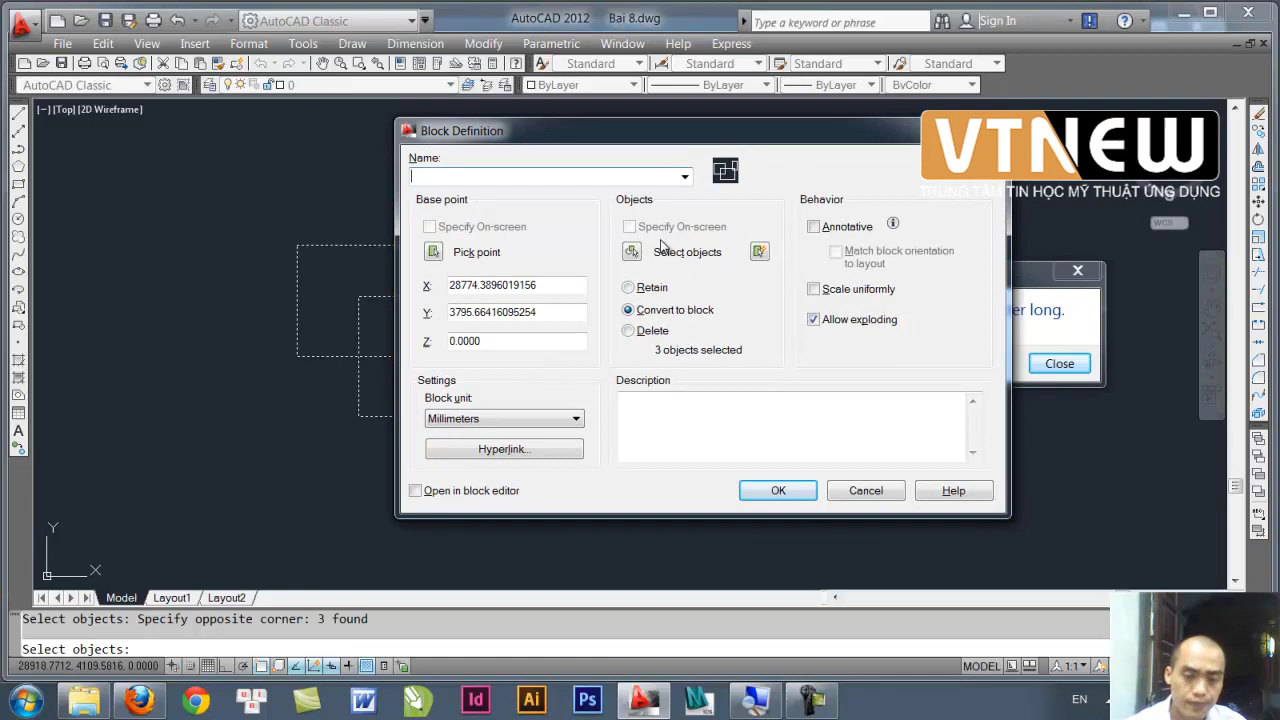 AutoCAD Classic
AutoCAD 2012 Bai 8.dwg
Type a keyword or phrase
Sign In
File Edit View Insert Format Tools Draw Dimension Modify Parametric Window Help Express
Standard Standard Standard Standard
AutoCAD Classic 0 ByLayer ByLayer ByLayer ByColor
[−] [Top] [2D Wireframe]
Block Definition
VTNEW
TRUNG TÂM TIN HỌC MỸ THUẬT ỨNG DỤNG
Name:
Base point
Specify On-screen
Pick point
X: 28774.3896019156
Y: 3795.66416095254
Z: 0.0000
Objects
Specify On-screen
Select objects
Retain
Convert to block
Delete
3 objects selected
Behavior
Annotative
Match block orientation
to layout
Scale uniformly
Allow exploding
WCS
er long.
Close
Settings
Block unit:
Millimeters
Hyperlink...
Description
Open in block editor
OK Cancel Help
Y
X
Model Layout1 Layout2
Select objects: Specify opposite corner: 3 found
Select objects:
28918.7712, 4109.5816, 0.0000
MODEL
1:1
W Id Ai Ps
EN